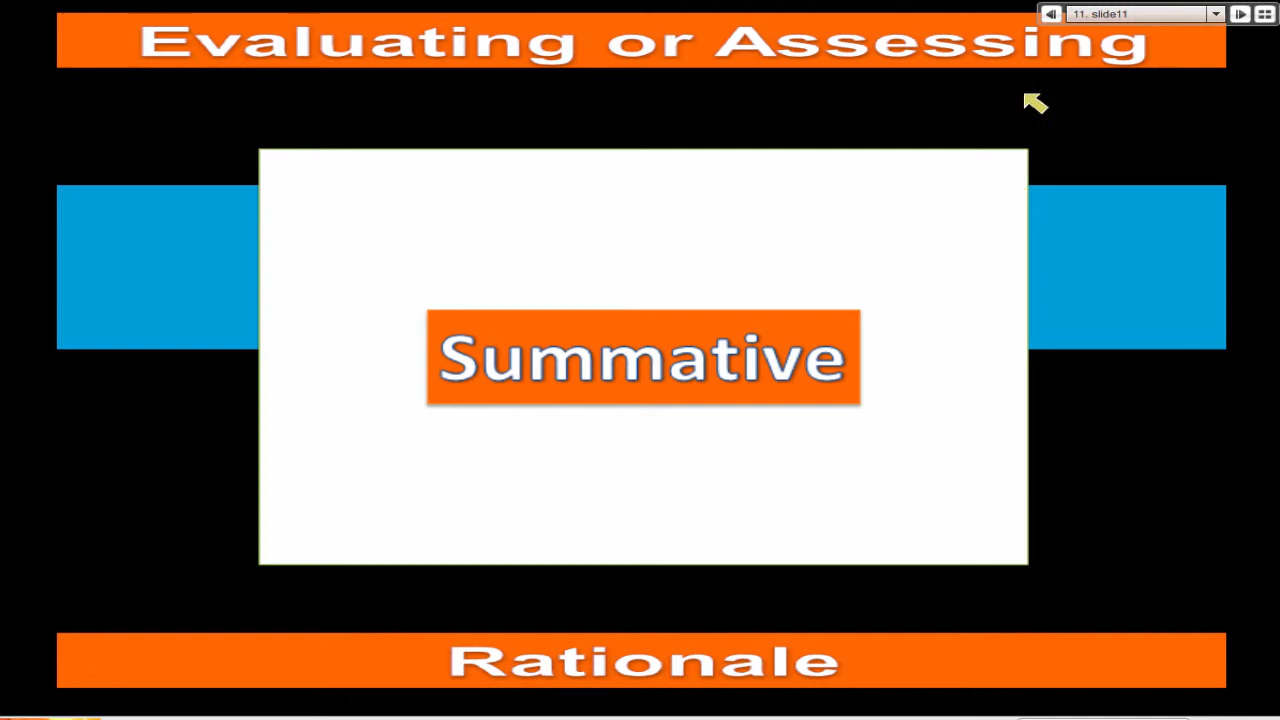 11. slide11
Evaluating or Assessing
Summative
Rationale